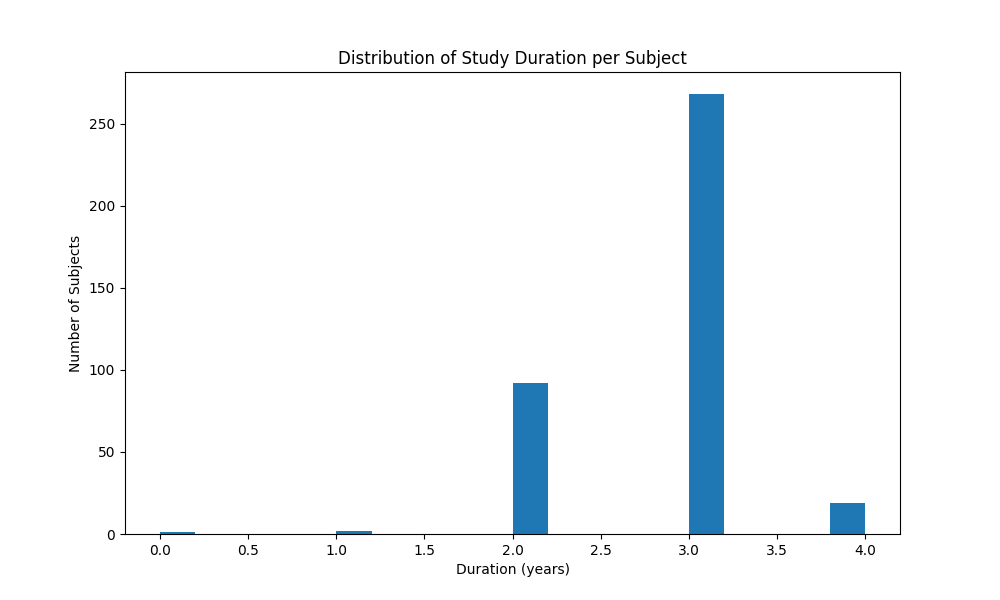 Distribution of Study Duration per Subject
250
200
150
100
50
0
Number of Subjects
0.0 0.5 1.0 1.5 2.0 2.5 3.0 3.5 4.0
Duration (years)